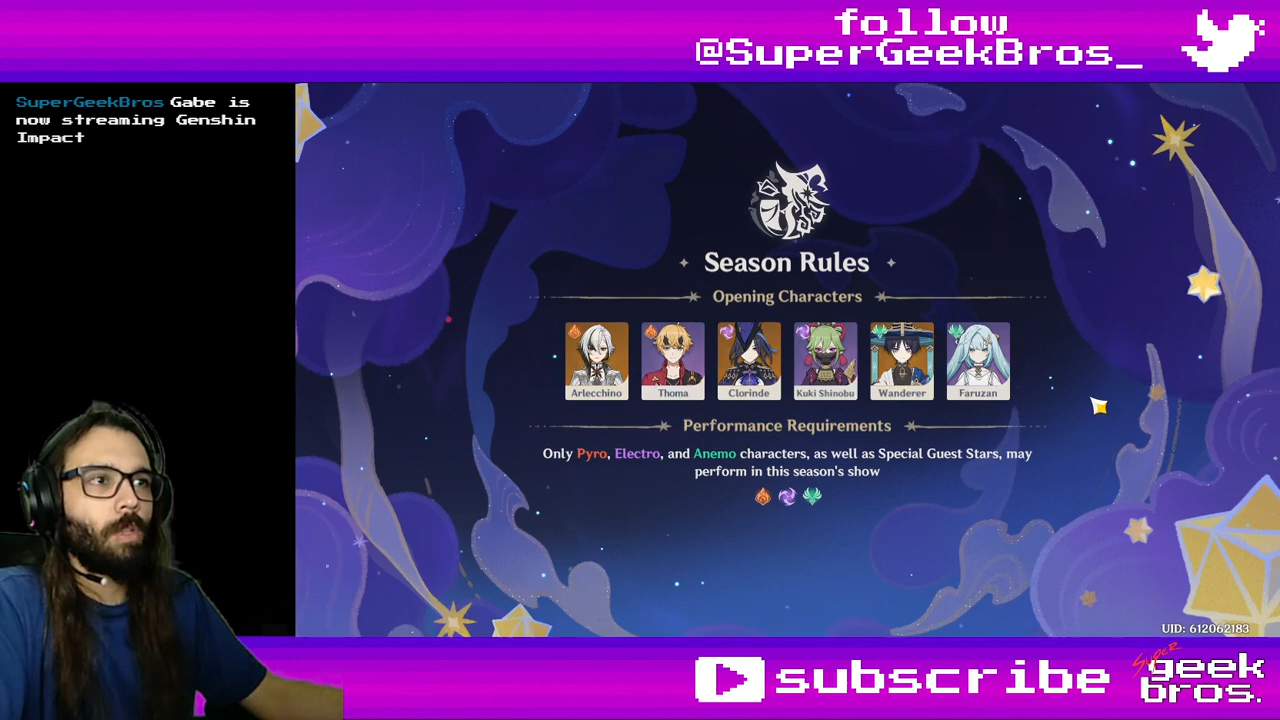 follow
@SuperGeekBros_
SuperGeekBros Gabe is
now streaming Genshin
Impact
Season Rules
Opening Characters
Arlecchino
Thoma
Clorinde
Kuki Shinobu
Wanderer
Faruzan
Performance Requirements
Only Pyro, Electro, and Anemo characters, as well as Special Guest Stars, may
perform in this season's show
UID: 612062183
subscribe
SUPER
geek
bros.